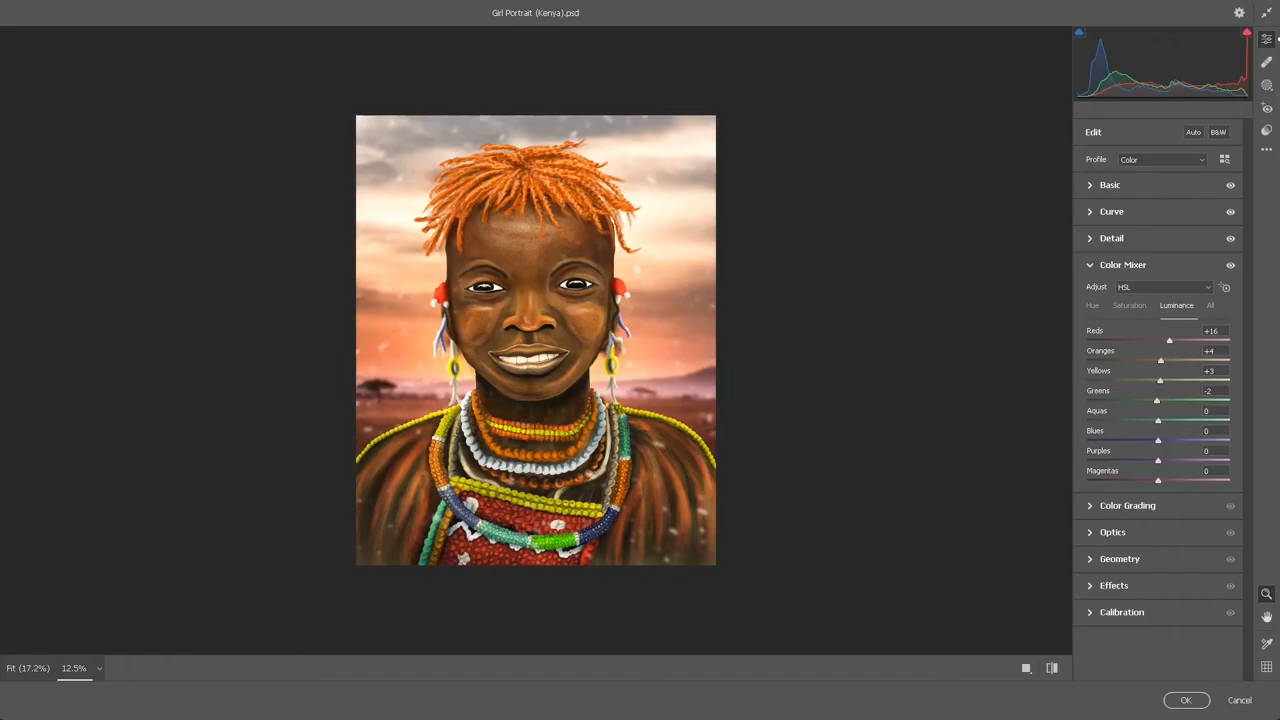 Girl Portrait (Kenya).psd
Edit Auto B&W
Profile Color
Basic
Curve
Detail
Color Mixer
Adjust HSL
Hue Saturation Luminance All
Reds +16
Oranges +4
Yellows +3
Greens -2
Aquas 0
Blues 0
Purples 0
Magentas 0
Color Grading
Optics
Geometry
Effects
Calibration
Fit (17.2%) 12.5%
OK Cancel